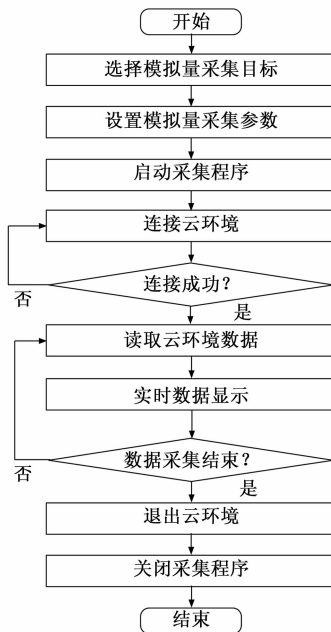 开始
选择模拟量采集目标
设置模拟量采集参数
启动采集程序
连接云环境
连接成功?
否
是
读取云环境数据
实时数据显示
数据采集结束?
否
是
退出云环境
关闭采集程序
结束